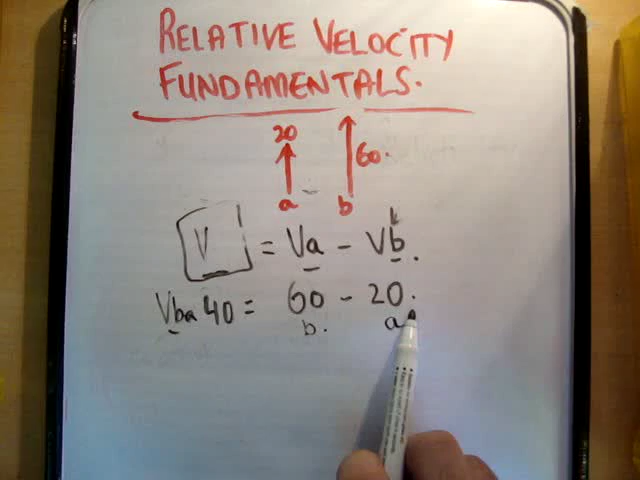 RELATIVE VELOCITY
FUNDAMENTALS.
20
60.
a b
V = Va - Vb.
Vba 40 = 60 - 20.
b. a